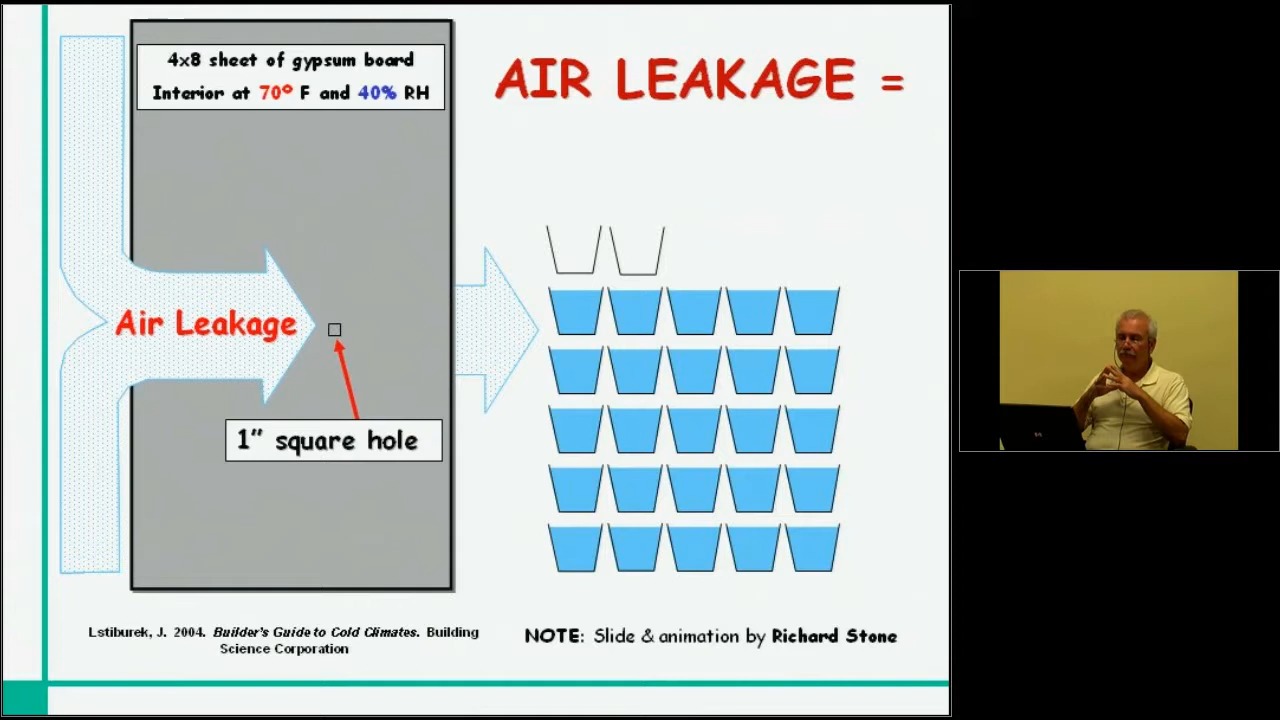 4x8 sheet of gypsum board
Interior at 70° F and 40% RH
AIR LEAKAGE =
Air Leakage
1” square hole
Lstiburek, J. 2004. Builder's Guide to Cold Climates. Building
Science Corporation
NOTE: Slide & animation by Richard Stone